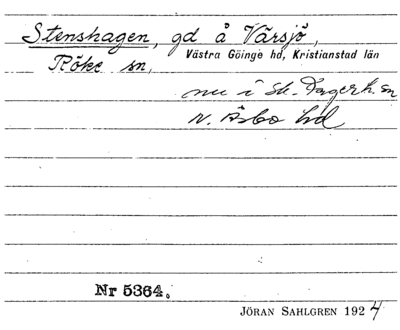 Stenshagen, gd å Värsjö,
Röke sn, Västra Göinge hd, Kristianstad län
nu i St. Fagerh. sn
N. Åsbo hd
Nr 5364.
JÖRAN SAHLGREN 1924